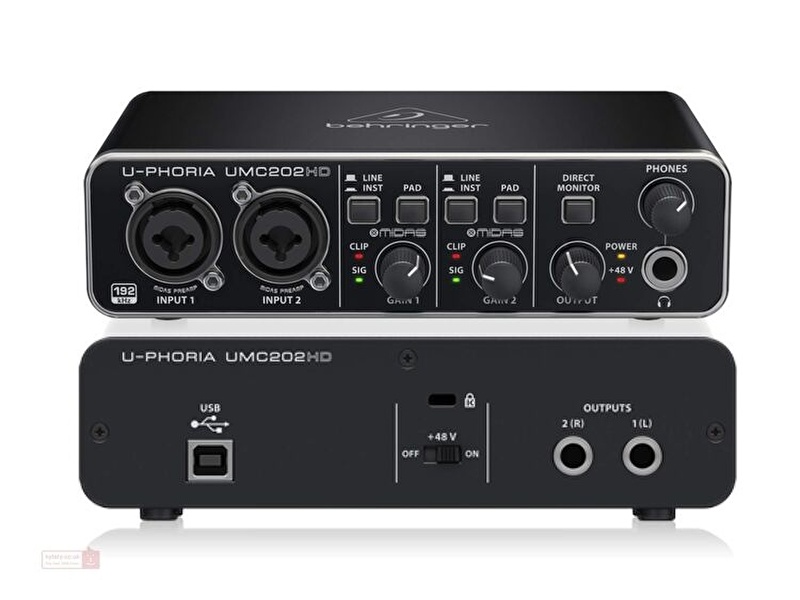 behringer
U-PHORIA UMC202HD
LINE
INST
PAD
LINE
INST
PAD
DIRECT
MONITOR
PHONES
MIDAS
MIDAS
CLIP
SIG
CLIP
SIG
POWER
+48 V
192
kHz
MIDAS PREAMP
INPUT 1
MIDAS PREAMP
INPUT 2
GAIN 1
GAIN 2
OUTPUT
U-PHORIA UMC202HD
USB
K
+48 V
OFF
ON
OUTPUTS
2 (R)
1 (L)